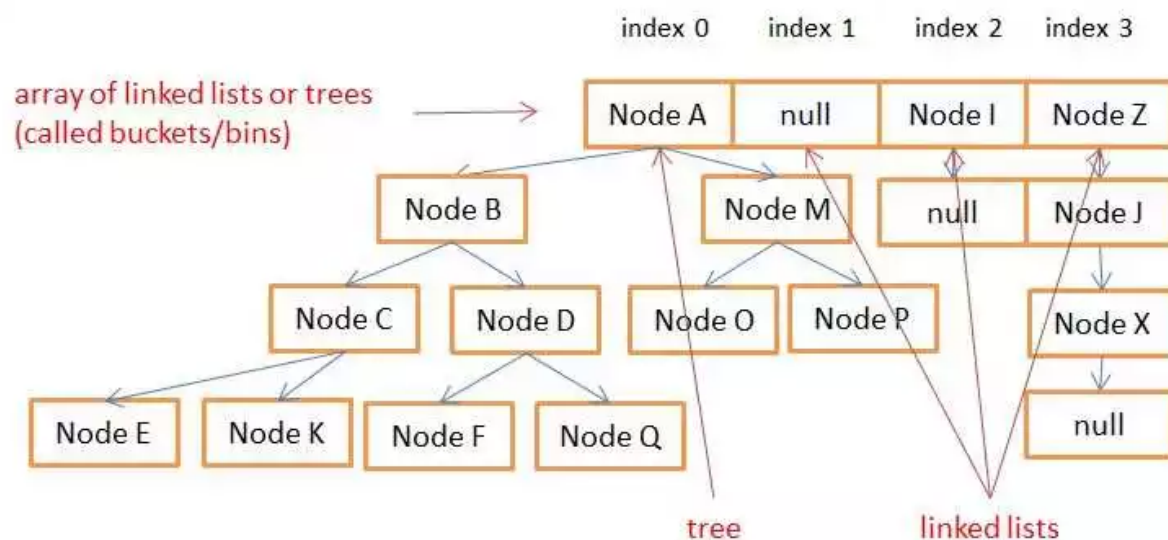 index 0
index 1
index 2
index 3
array of linked lists or trees
(called buckets/bins)
Node A
null
Node I
Node Z
Node B
Node M
null
Node J
Node C
Node D
Node O
Node P
Node X
Node E
Node K
Node F
Node Q
null
tree
linked lists